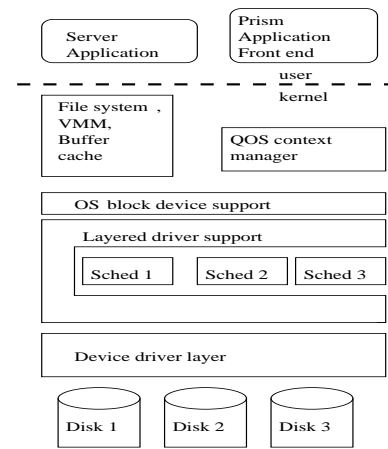 Server
Application
Prism
Application
Front end
user
kernel
File system ,
VMM,
Buffer
cache
QOS context
manager
OS block device support
Layered driver support
Sched 1
Sched 2
Sched 3
Device driver layer
Disk 1
Disk 2
Disk 3